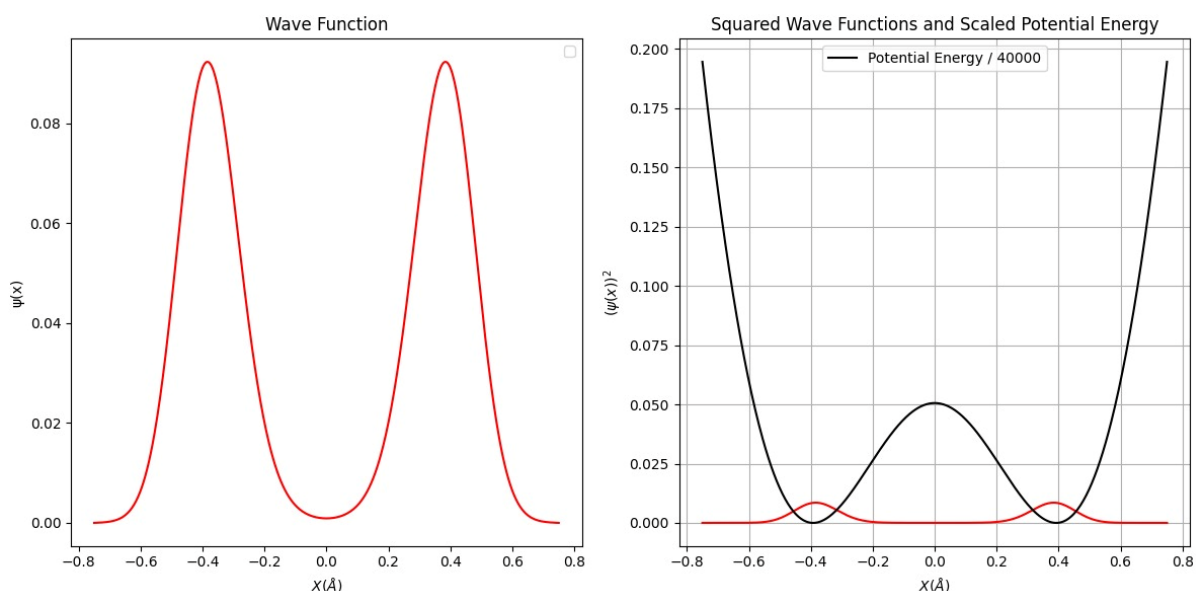 Wave Function
ψ(x)
0.08
0.06
0.04
0.02
0.00
−0.8 −0.6 −0.4 −0.2 0.0 0.2 0.4 0.6 0.8
X(Å)
Squared Wave Functions and Scaled Potential Energy
Potential Energy / 40000
(ψ(x))²
0.200
0.175
0.150
0.125
0.100
0.075
0.050
0.025
0.000
−0.8 −0.6 −0.4 −0.2 0.0 0.2 0.4 0.6 0.8
X(Å)